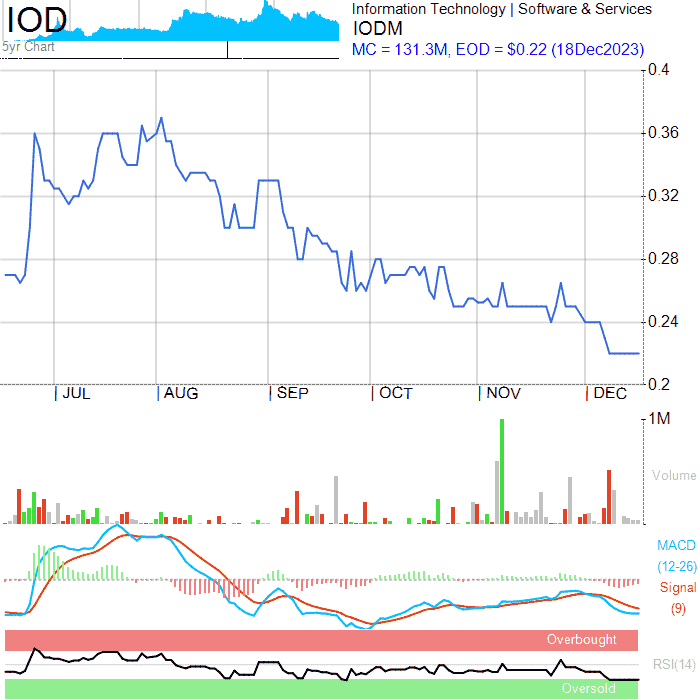 IOD
5yr Chart
Information Technology | Software & Services
IODM
MC = 131.3M, EOD = $0.22 (18Dec2023)
0.4
0.36
0.32
0.28
0.24
0.2
| JUL | AUG | SEP | OCT | NOV | DEC
1M
Volume
MACD
(12-26)
Signal
(9)
Overbought
RSI(14)
Oversold